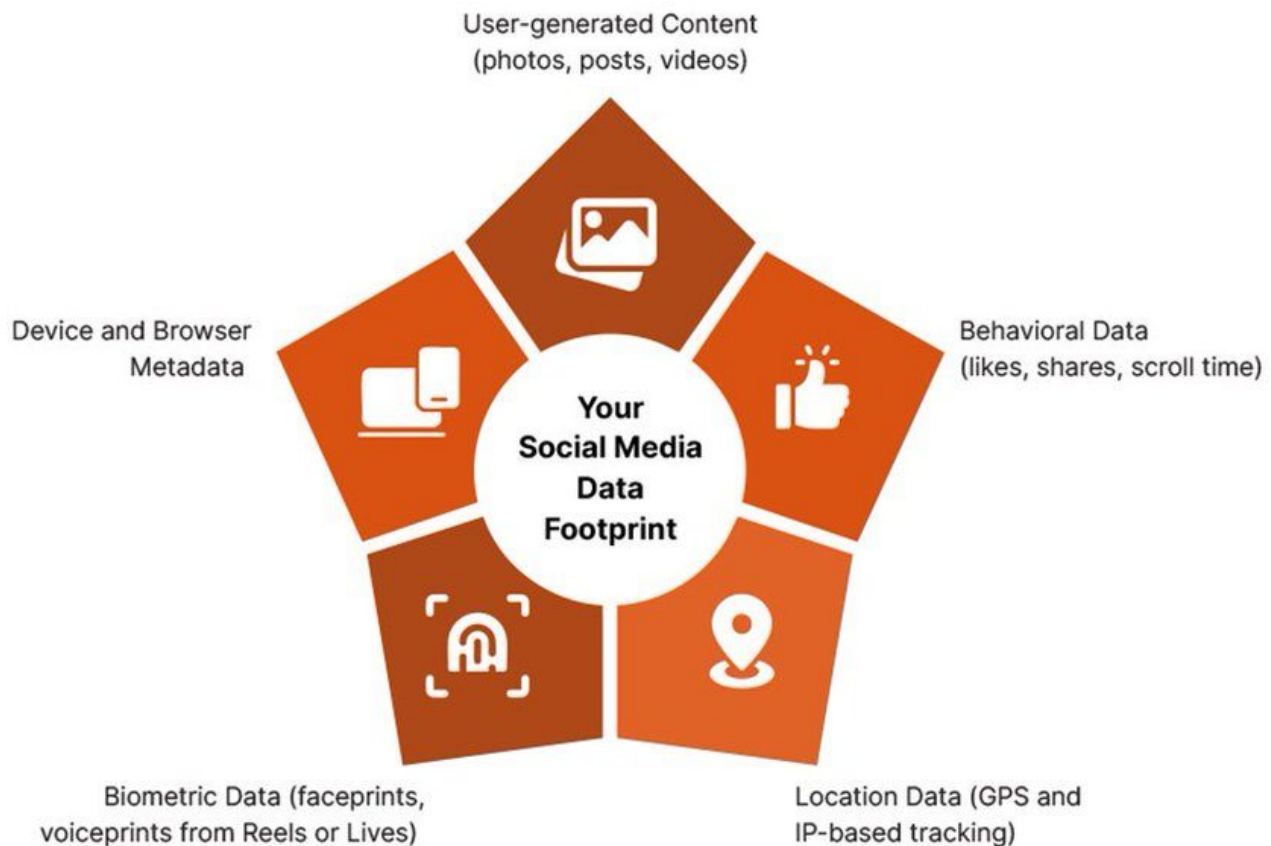 User-generated Content
(photos, posts, videos)
Device and Browser
Metadata
Behavioral Data
(likes, shares, scroll time)
Your
Social Media
Data
Footprint
Biometric Data (faceprints,
voiceprints from Reels or Lives)
Location Data (GPS and
IP-based tracking)